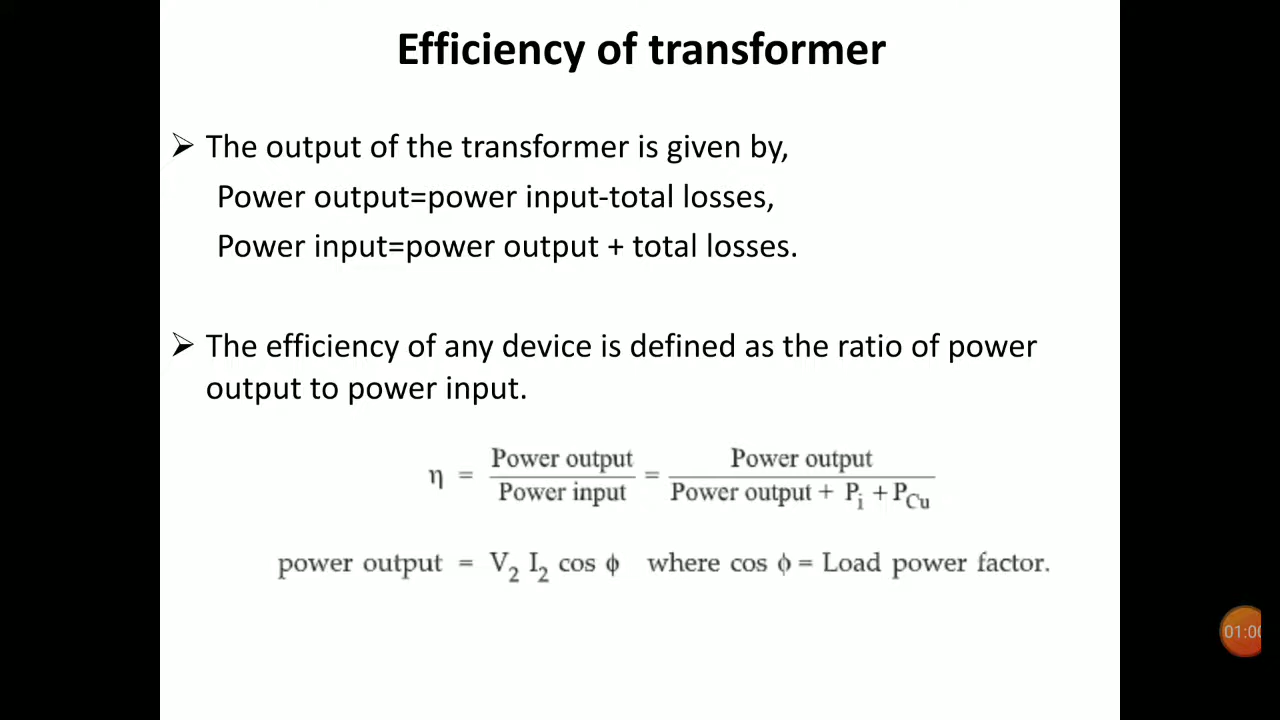 Efficiency of transformer
➢ The output of the transformer is given by,
Power output=power input-total losses,
Power input=power output + total losses.
➢ The efficiency of any device is defined as the ratio of power
output to power input.
η = Power output / Power input = Power output / Power output + P_i + P_Cu
power output = V₂ I₂ cos ϕ where cos ϕ = Load power factor.